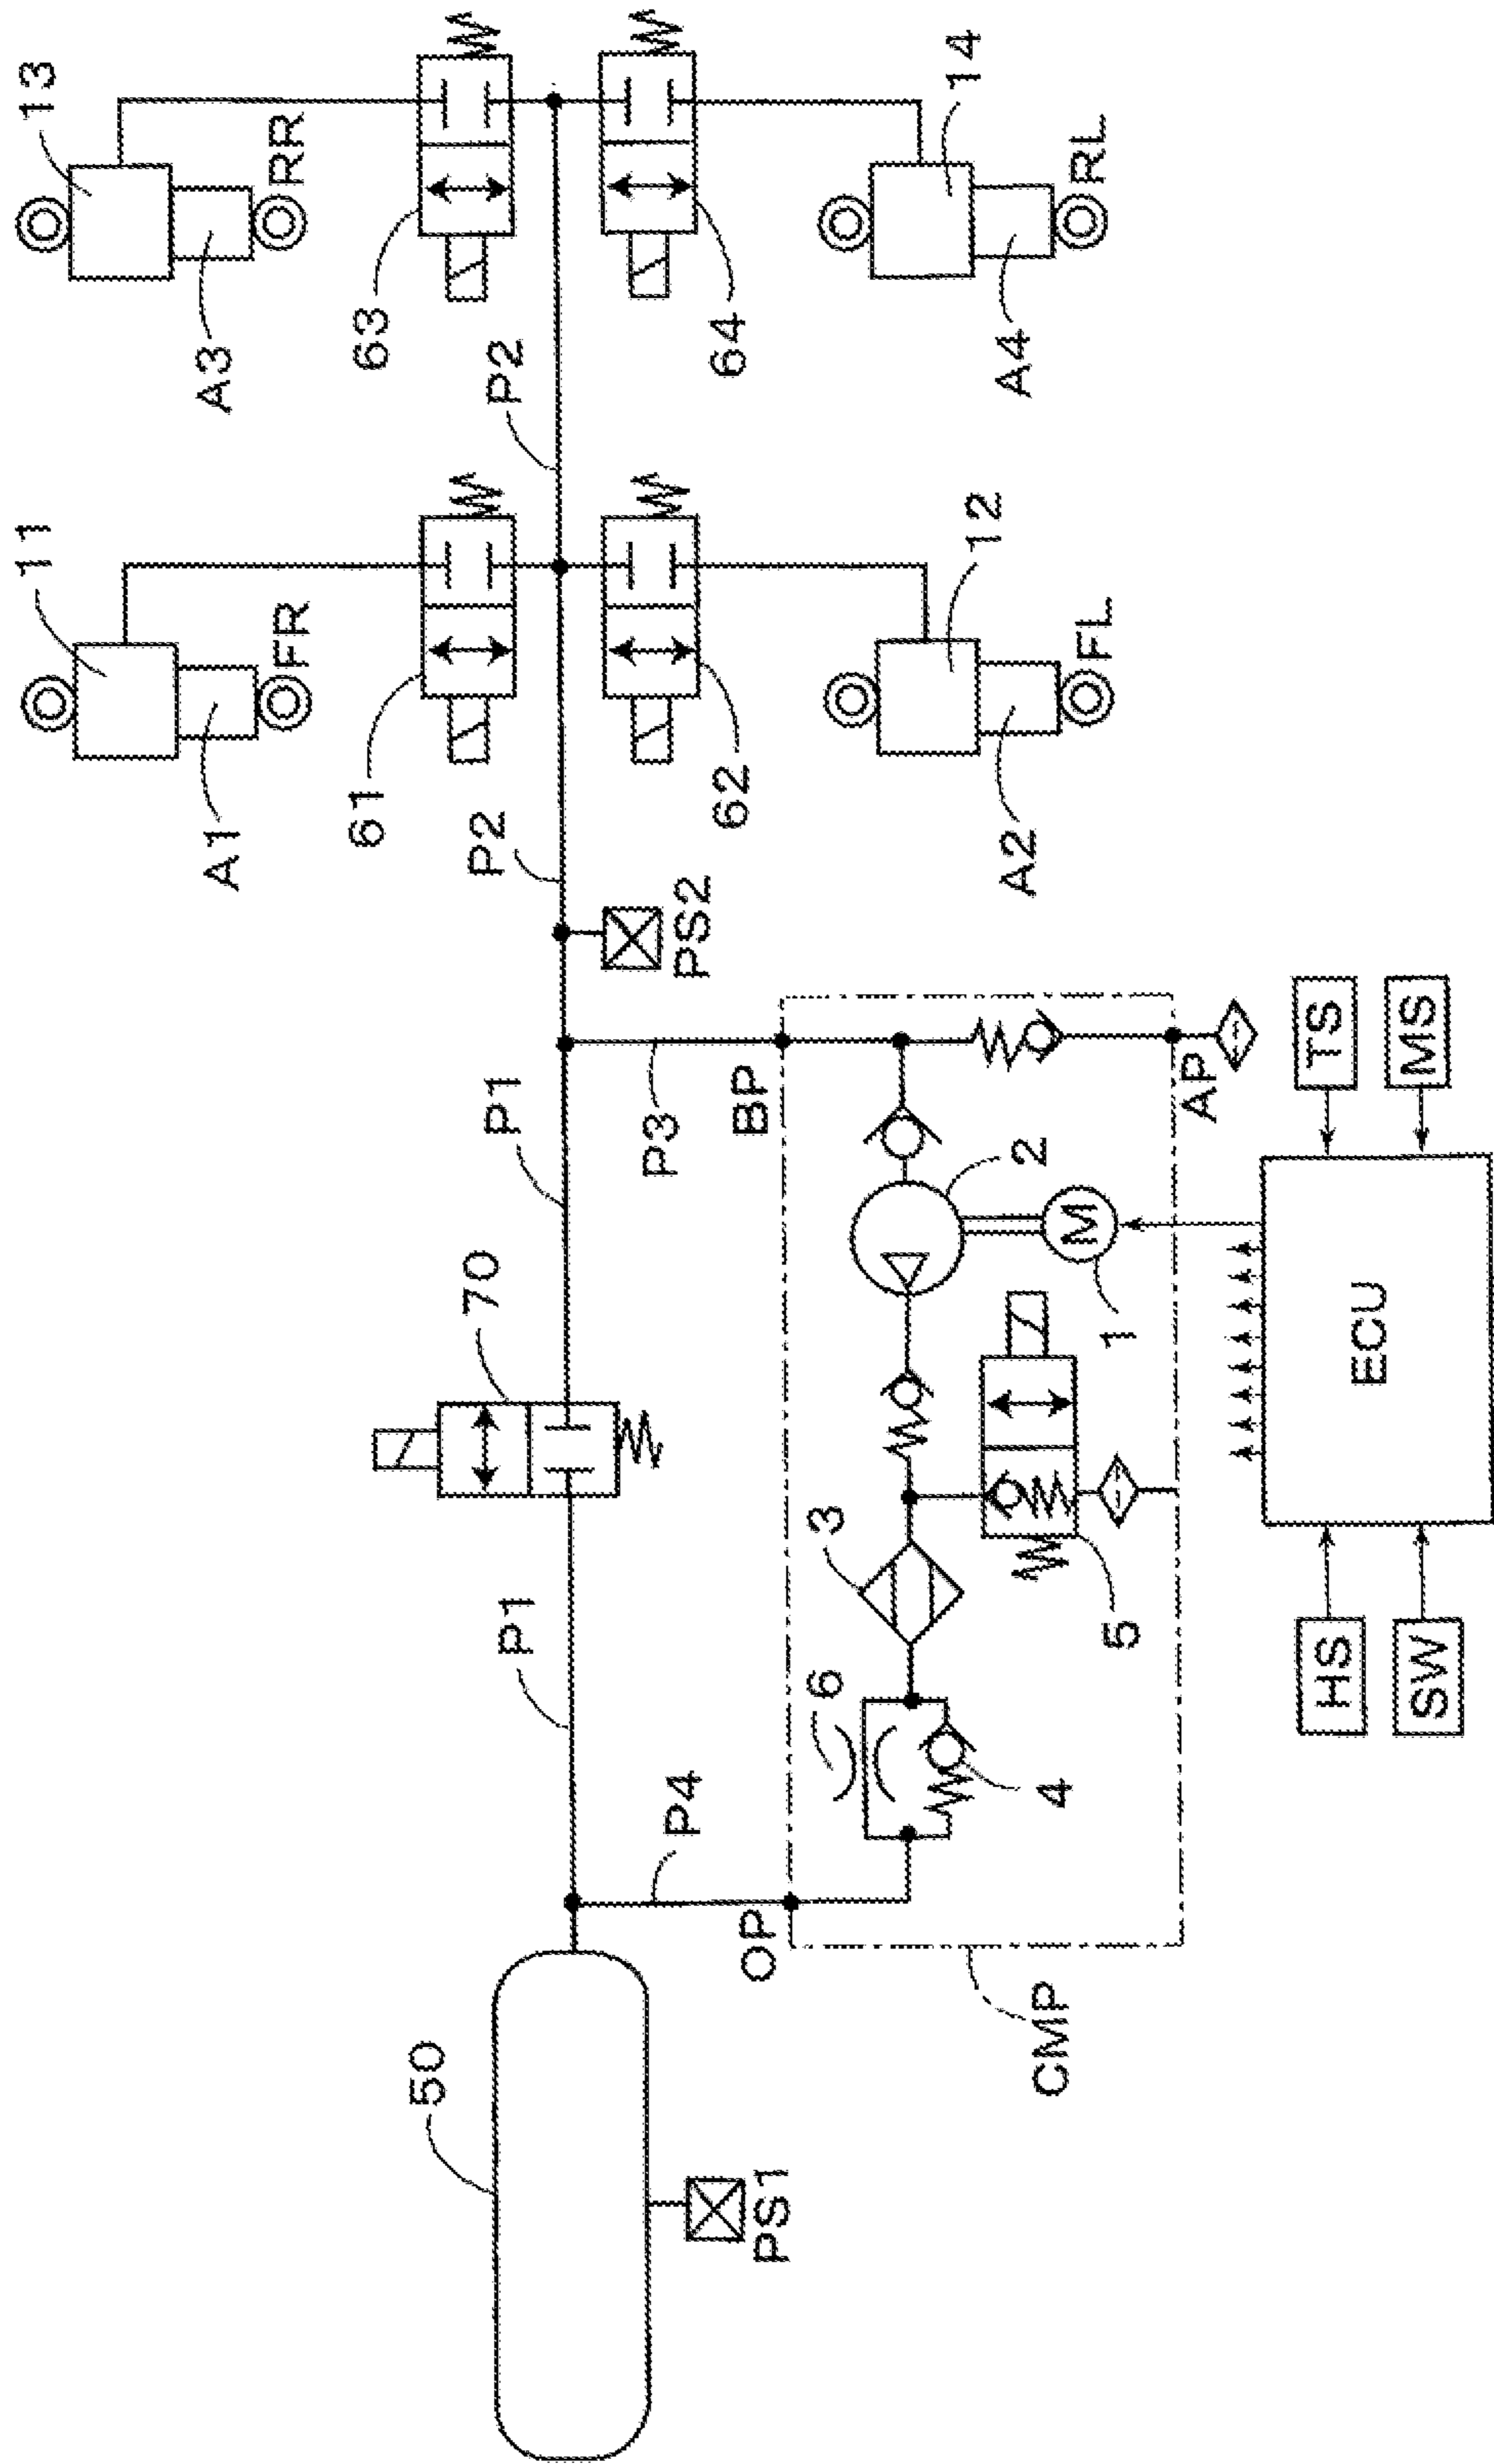 13
RR
A3
63
64
14
RL
A4
P2
11
FR
A1
61
62
12
FL
A2
P2
PS2
P1
P3
BP
AP
2
M
1
70
3
5
6
4
P1
P4
OP
CMP
50
PS1
TS
MS
ECU
HS
SW